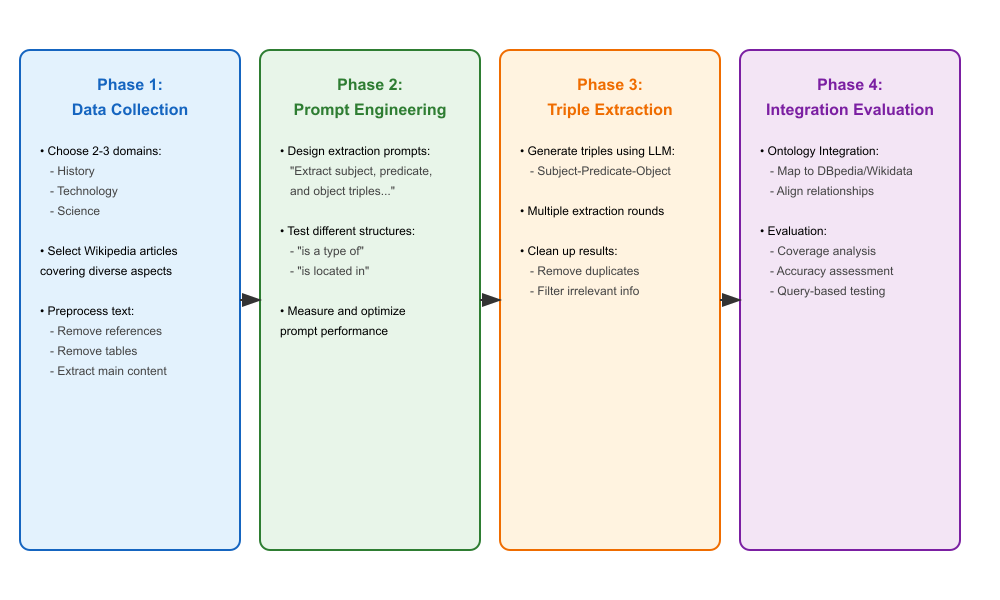 Phase 1:
Data Collection
• Choose 2-3 domains:
- History
- Technology
- Science
• Select Wikipedia articles
covering diverse aspects
• Preprocess text:
- Remove references
- Remove tables
- Extract main content
Phase 2:
Prompt Engineering
• Design extraction prompts:
"Extract subject, predicate,
and object triples..."
• Test different structures:
- "is a type of"
- "is located in"
• Measure and optimize
prompt performance
Phase 3:
Triple Extraction
• Generate triples using LLM:
- Subject-Predicate-Object
• Multiple extraction rounds
• Clean up results:
- Remove duplicates
- Filter irrelevant info
Phase 4:
Integration Evaluation
• Ontology Integration:
- Map to DBpedia/Wikidata
- Align relationships
• Evaluation:
- Coverage analysis
- Accuracy assessment
- Query-based testing